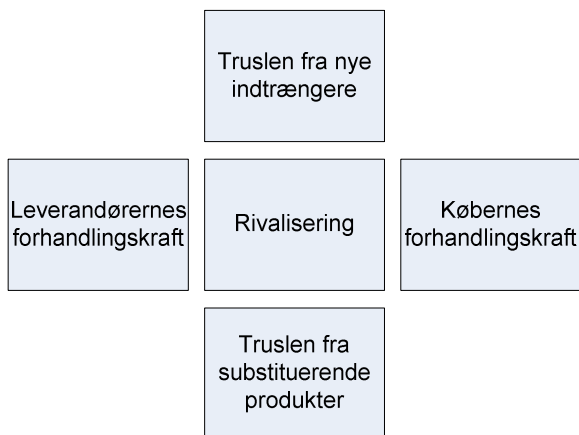 Truslen fra nye
indtrængere
Leverandørernes
forhandlingskraft
Rivalisering
Købernes
forhandlingskraft
Truslen fra
substituerende
produkter